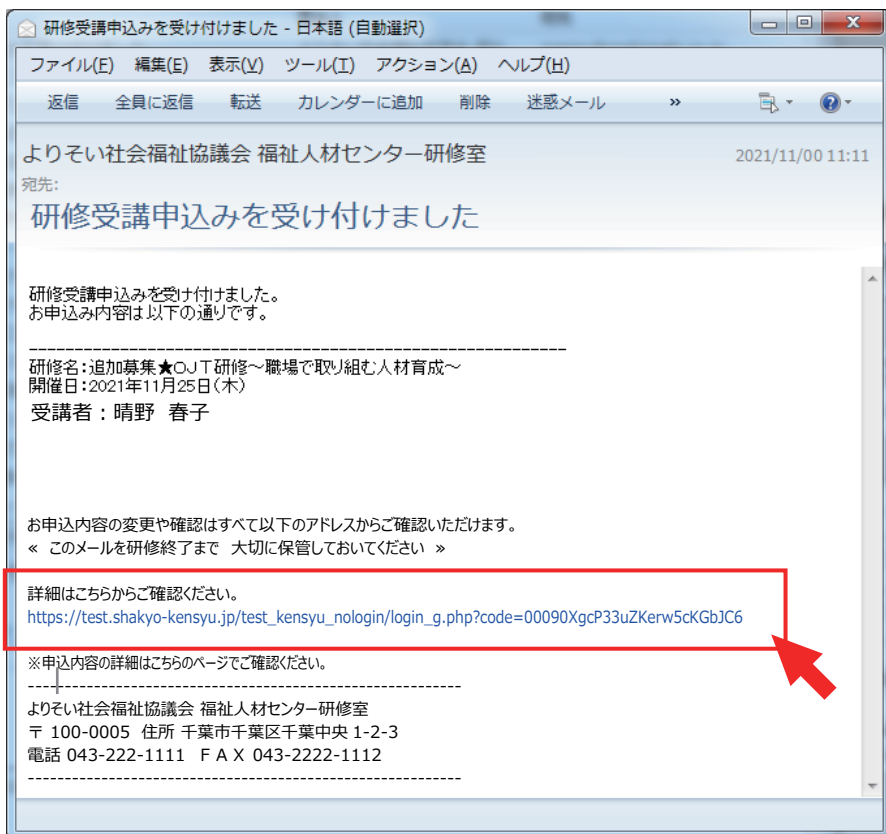 研修受講申込みを受け付けました - 日本語 (自動選択)
ファイル(F) 編集(E) 表示(V) ツール(T) アクション(A) ヘルプ(H)
返信 全員に返信 転送 カレンダーに追加 削除 迷惑メール »
よりそい社会福祉協議会 福祉人材センター研修室 2021/11/00 11:11
宛先:
研修受講申込みを受け付けました
研修受講申込みを受け付けました。
お申込み内容は以下の通りです。
------------------------------------------------------------
研修名:追加募集★OJT研修～職場で取り組む人材育成～
開催日:2021年11月25日(木)
受講者：晴野 春子
お申込内容の変更や確認はすべて以下のアドレスからご確認いただけます。
« このメールを研修終了まで 大切に保管しておいてください »
詳細はこちらからご確認ください。
https://test.shakyo-kensyu.jp/test_kensyu_nologin/login_g.php?code=00090XgcP33uZKerw5cKGbJC6
※申込内容の詳細はこちらのページでご確認ください。
------------------------------------------------------------
よりそい社会福祉協議会 福祉人材センター研修室
〒 100-0005 住所 千葉市千葉区千葉中央 1-2-3
電話 043-222-1111 ＦＡＸ 043-2222-1112
------------------------------------------------------------